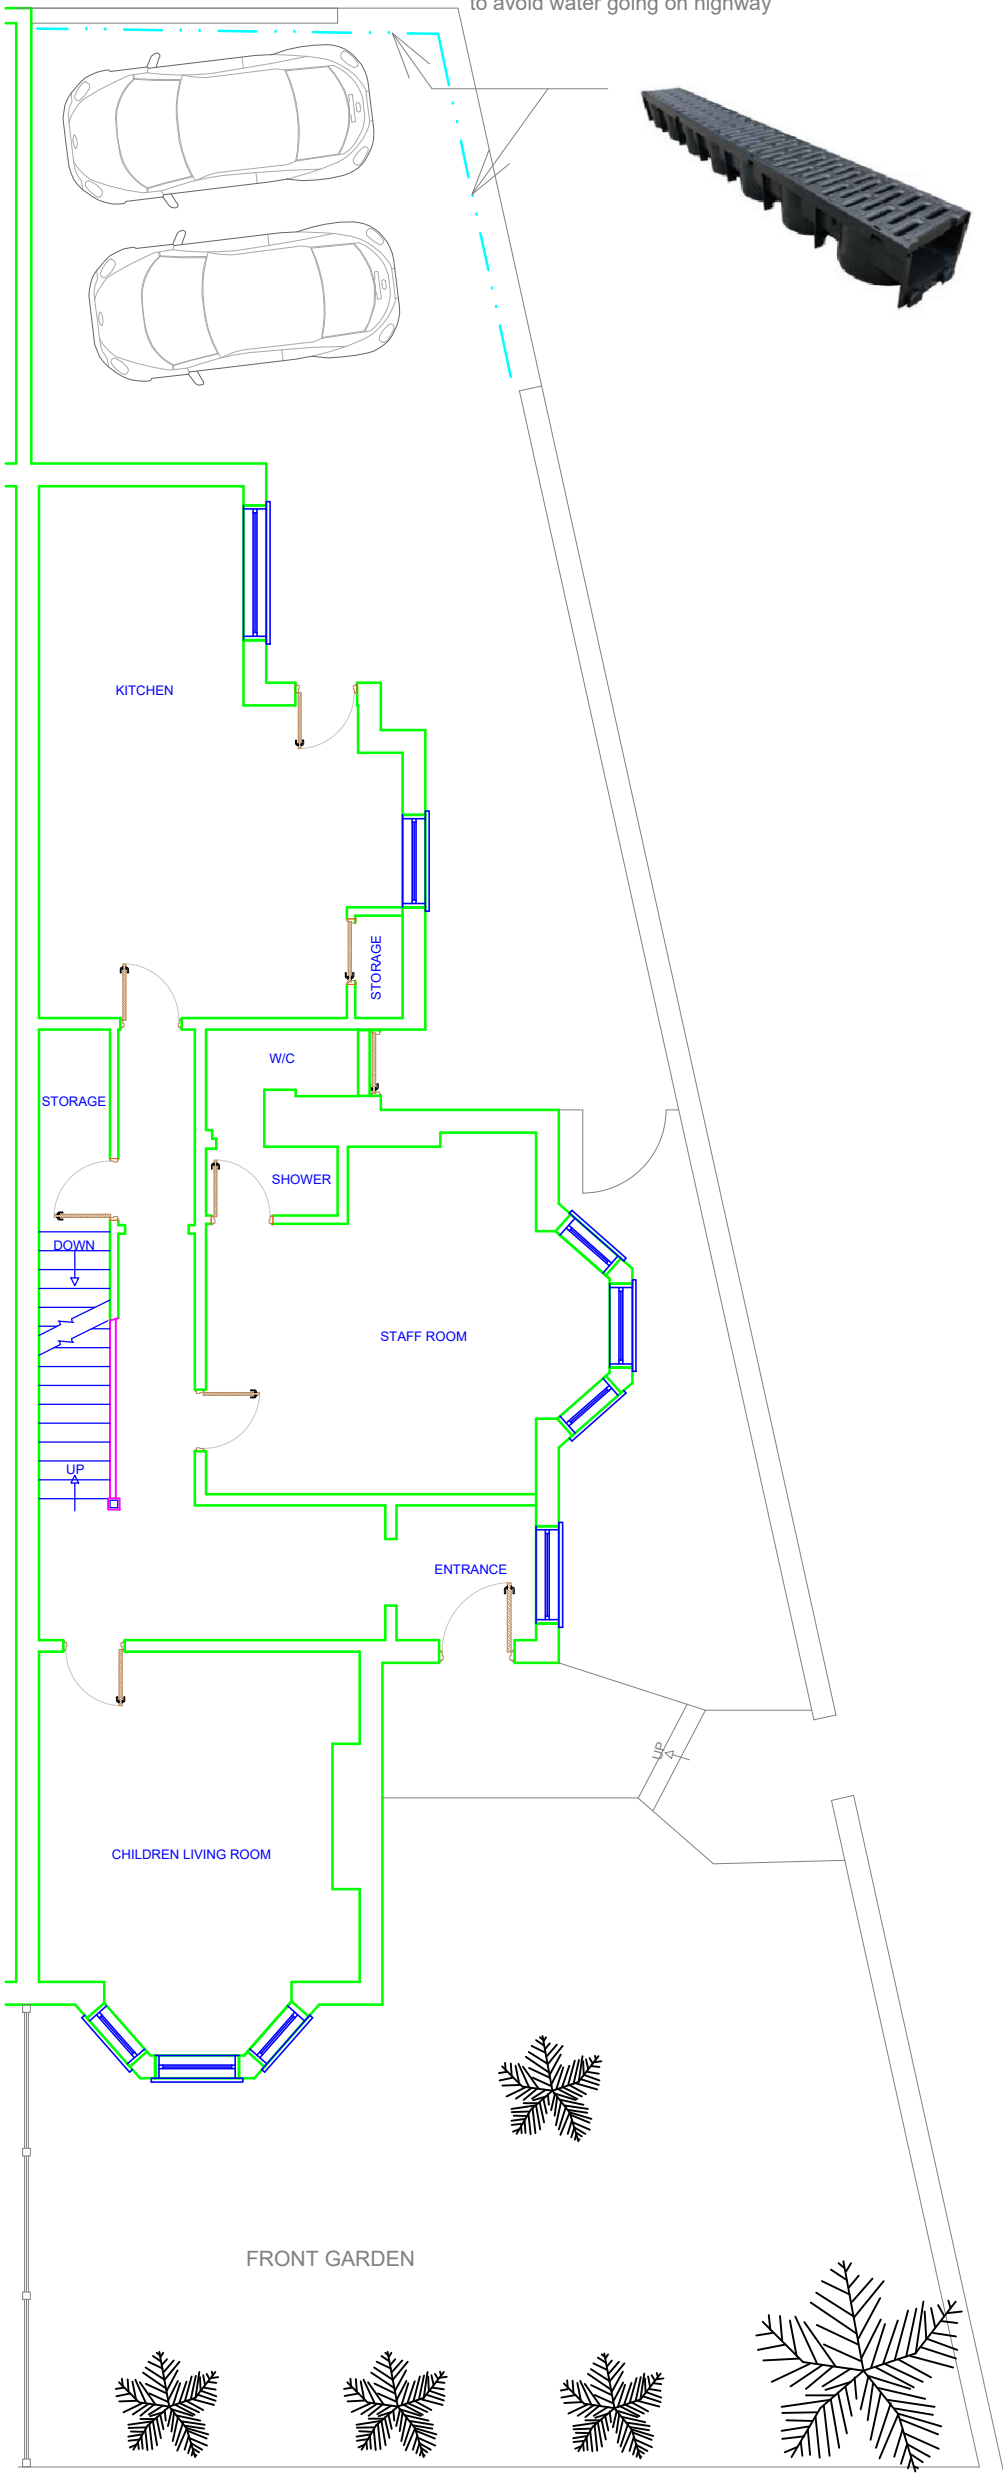 to avoid water going on highway
KITCHEN
STORAGE
W/C
STORAGE
SHOWER
DOWN
STAFF ROOM
UP
ENTRANCE
UP
CHILDREN LIVING ROOM
FRONT GARDEN